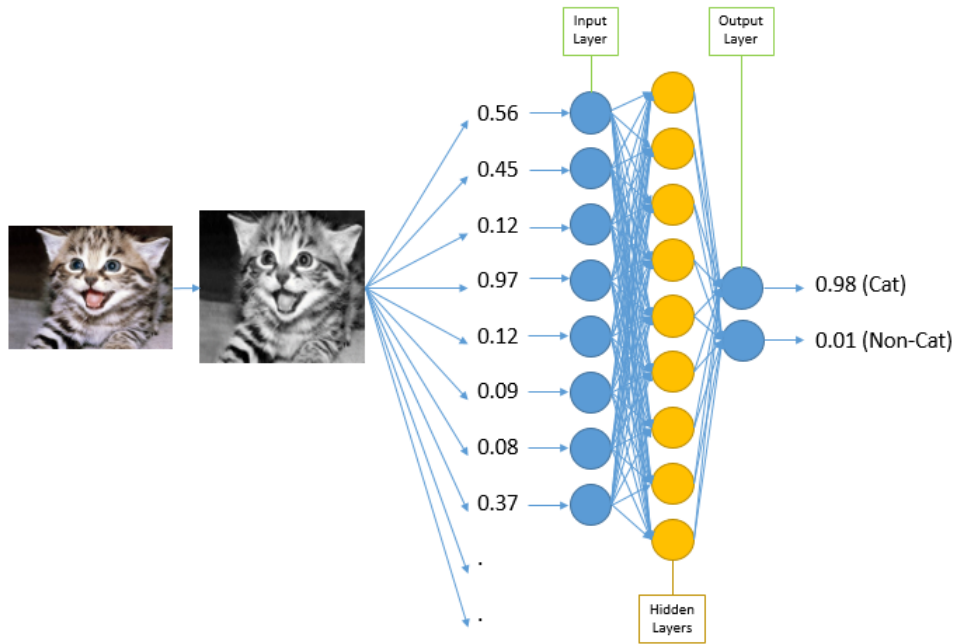 Input
Layer
Output
Layer
0.56
0.45
0.12
0.97
0.12
0.09
0.08
0.37
.
.
0.98 (Cat)
0.01 (Non-Cat)
Hidden
Layers